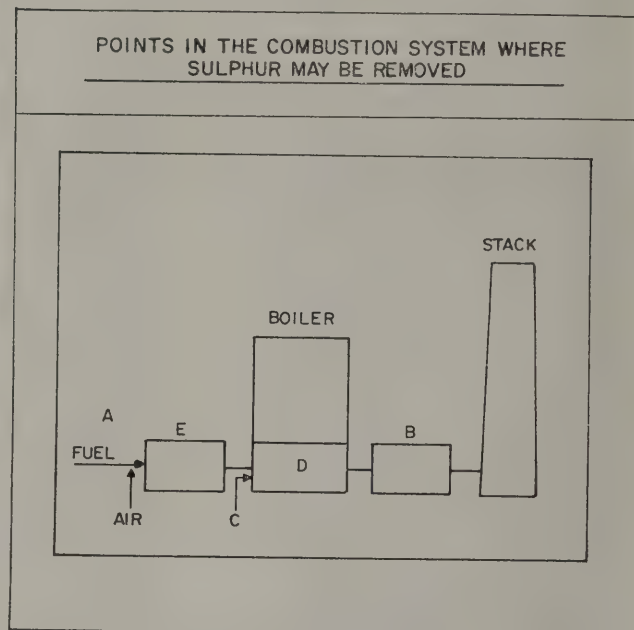 POINTS IN THE COMBUSTION SYSTEM WHERE
SULPHUR MAY BE REMOVED
STACK
BOILER
A
E
B
FUEL
D
AIR
C